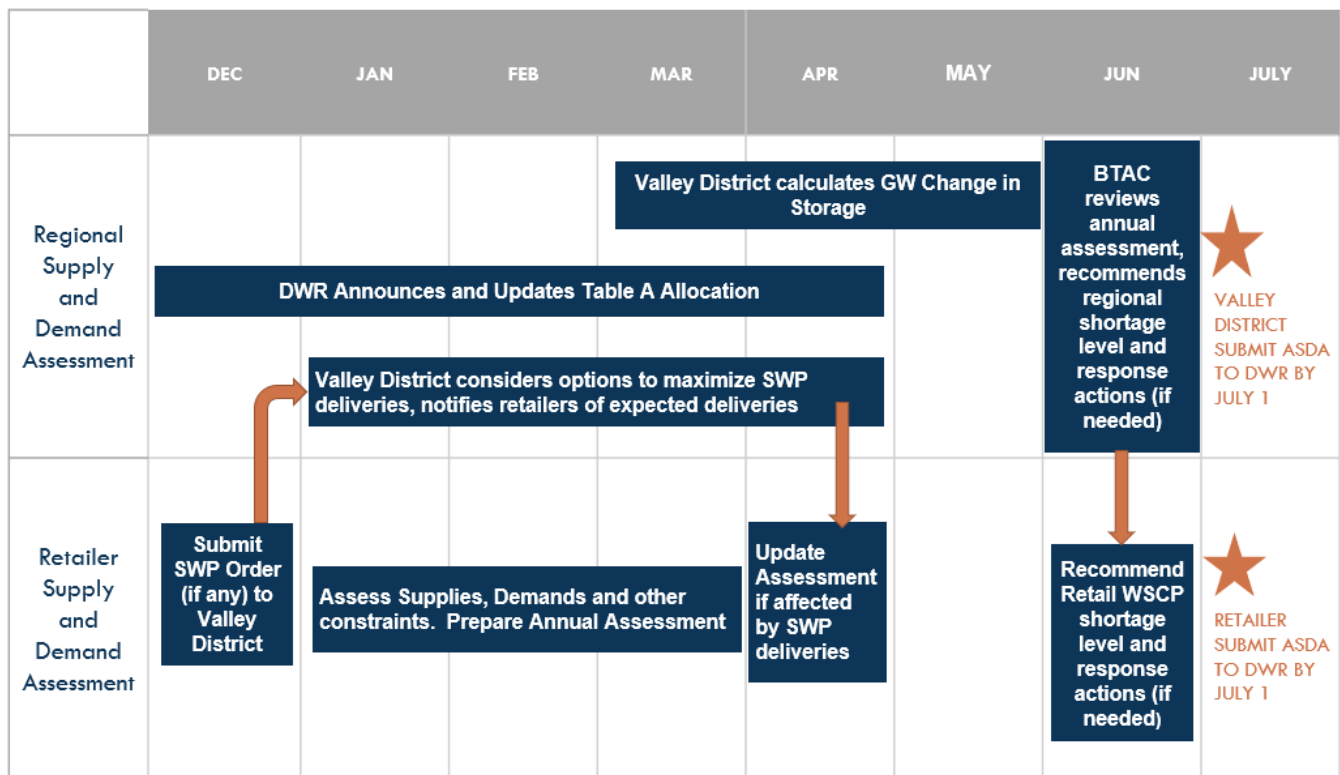 DEC
JAN
FEB
MAR
APR
MAY
JUN
JULY
Regional
Supply
and
Demand
Assessment
Valley District calculates GW Change in
Storage
DWR Announces and Updates Table A Allocation
Valley District considers options to maximize SWP
deliveries, notifies retailers of expected deliveries
BTAC
reviews
annual
assessment,
recommends
regional
shortage
level and
response
actions (if
needed)
VALLEY
DISTRICT
SUBMIT ASDA
TO DWR BY
JULY 1
Retailer
Supply
and
Demand
Assessment
Submit
SWP Order
(if any) to
Valley
District
Assess Supplies, Demands and other
constraints.  Prepare Annual Assessment
Update
Assessment
if affected
by SWP
deliveries
Recommend
Retail WSCP
shortage
level and
response
actions (if
needed)
RETAILER
SUBMIT ASDA
TO DWR BY
JULY 1